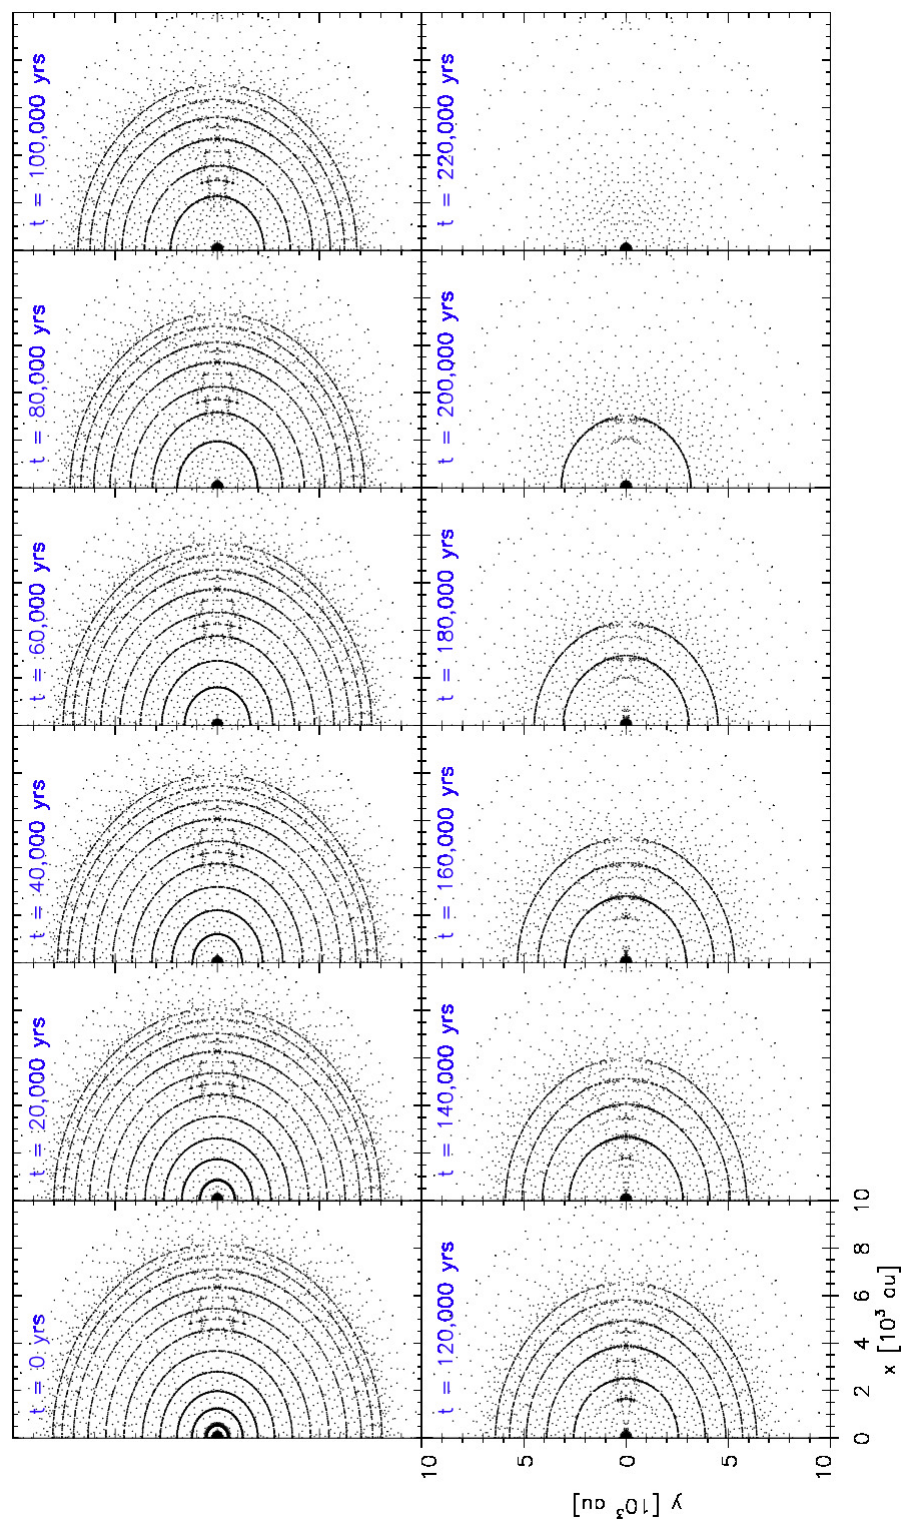 t = 0 yrs
t = 20,000 yrs
t = 40,000 yrs
t = 60,000 yrs
t = 80,000 yrs
t = 100,000 yrs
t = 120,000 yrs
t = 140,000 yrs
t = 160,000 yrs
t = 180,000 yrs
t = 200,000 yrs
t = 220,000 yrs
10
5
0
5
10
y [10³ au]
0 2 4 6 8 10
x [10³ au]